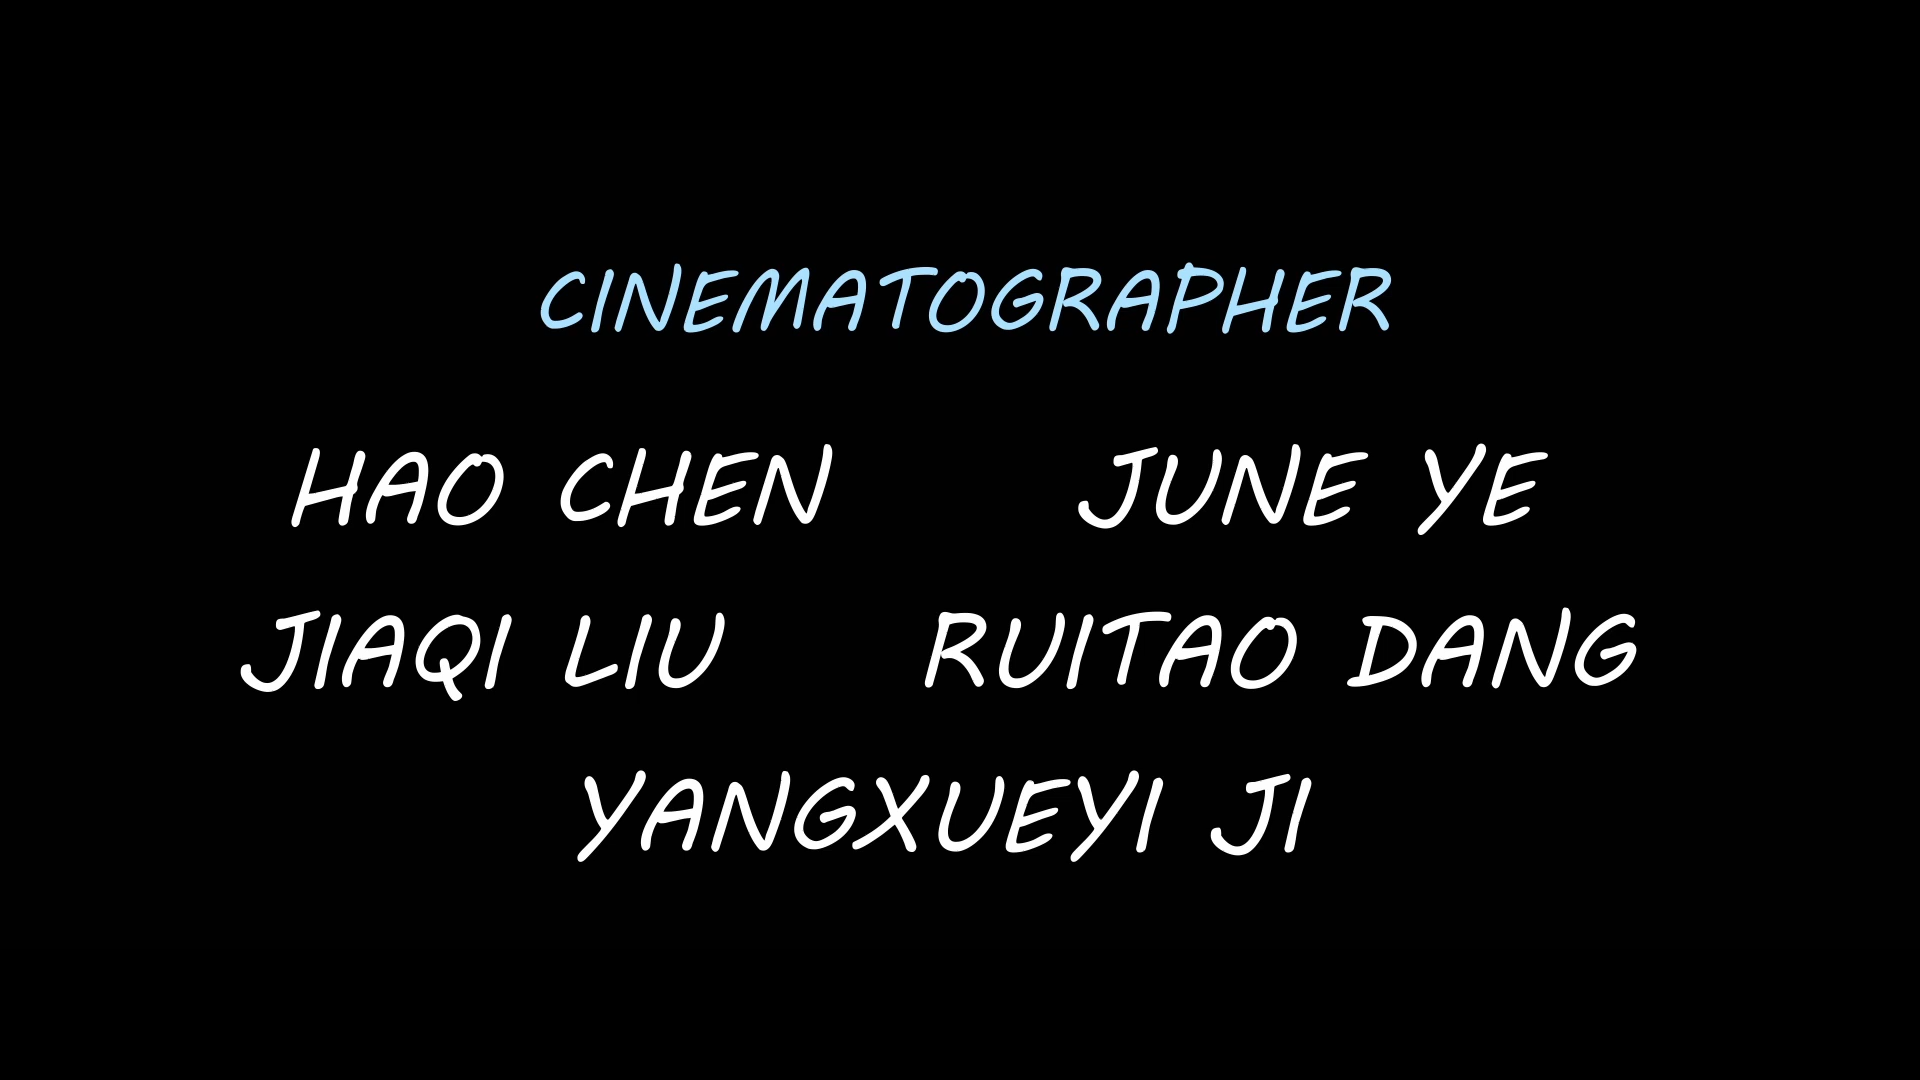 CINEMATOGRAPHER
HAO CHEN JUNE YE
JIAQI LIU RUITAO DANG
YANGXUEYI JI